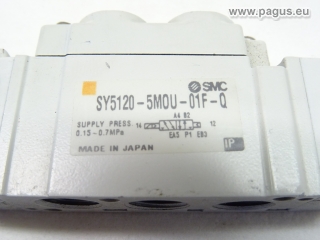 www.pagus.eu
SMC
SY5120-5MOU-01F-Q
SUPPLY PRESS
0.15-0.7MPa
A4 B2
14 12
EA5 P1 EB3
MADE IN JAPAN
IP